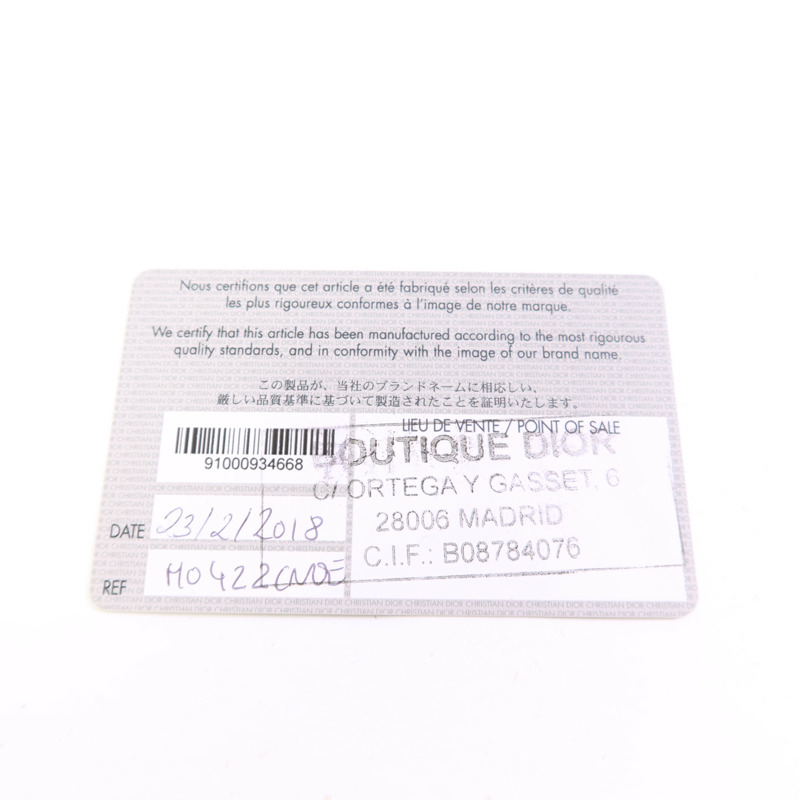 Nous certifions que cet article a été fabriqué selon les critères de qualité
les plus rigoureux conformes à l'image de notre marque.
We certify that this article has been manufactured according to the most rigourous
quality standards, and in conformity with the image of our brand name.
この製品が、当社のブランドネームに相応しい、
厳しい品質基準に基づいて製造されたことを証明いたします。
91000934668
LIEU DE VENTE / POINT OF SALE
BOUTIQUE DIOR
C/ ORTEGA Y GASSET, 6
28006 MADRID
C.I.F.: B08784076
DATE 23/2/2018
REF